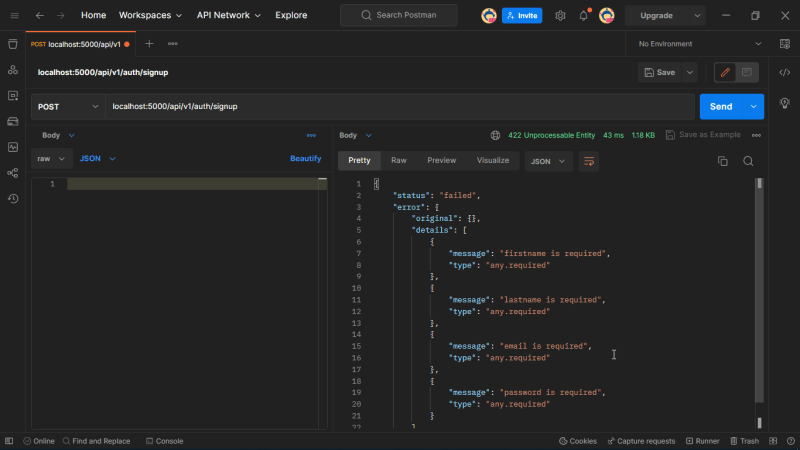 Home Workspaces API Network Explore Search Postman Invite Upgrade
POST localhost:5000/api/v1 No Environment
localhost:5000/api/v1/auth/signup Save
POST localhost:5000/api/v1/auth/signup Send
Body Body 422 Unprocessable Entity 43 ms 1.18 KB Save as Example
raw JSON Beautify Pretty Raw Preview Visualize JSON
1 1 {
2 "status": "failed",
3 "error": {
4 "original": {},
5 "details": [
6 {
7 "message": "firstname is required",
8 "type": "any.required"
9 },
10 {
11 "message": "lastname is required",
12 "type": "any.required"
13 },
14 {
15 "message": "email is required",
16 "type": "any.required"
17 },
18 {
19 "message": "password is required",
20 "type": "any.required"
21 }
22 ]
Online Find and Replace Console Cookies Capture requests Runner Trash